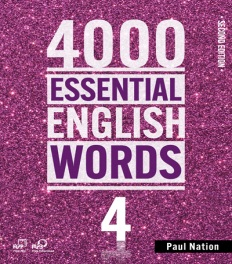 4000
ESSENTIAL
ENGLISH
WORDS
4
SECOND EDITION
Paul Nation